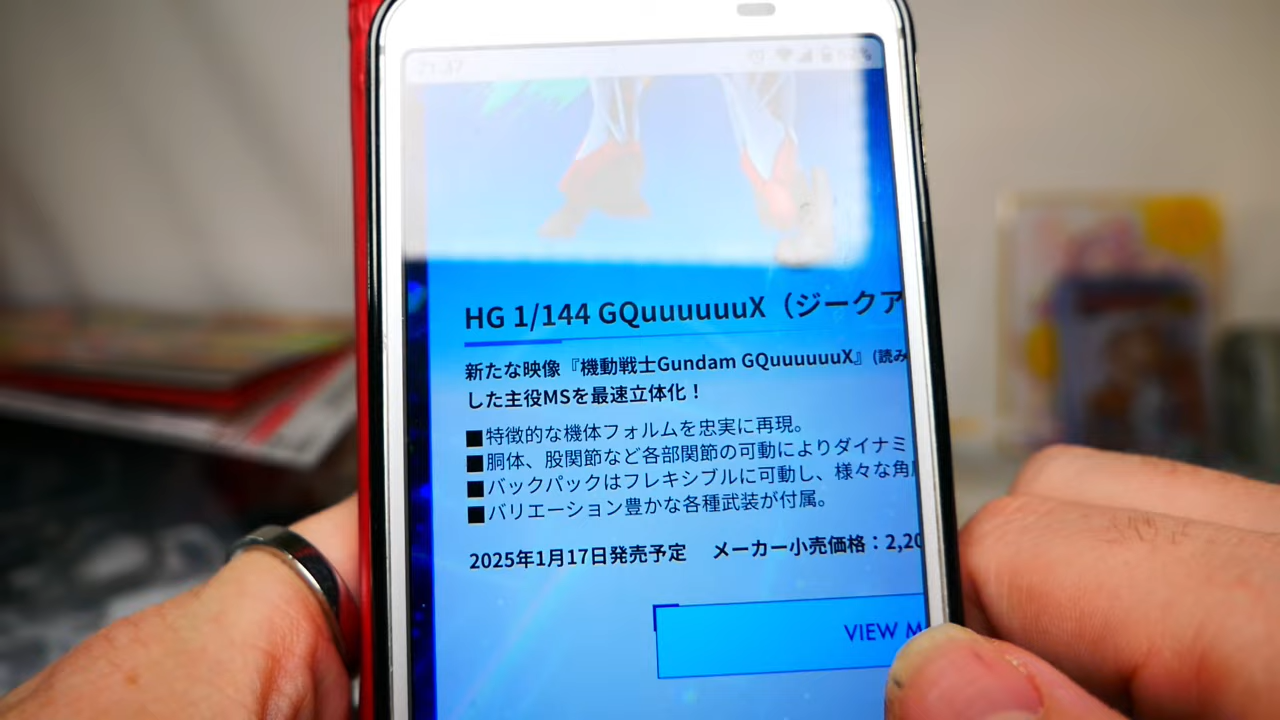 HG 1/144 GQuuuuuuX（ジークア
新たな映像『機動戦士Gundam GQuuuuuuX』(読み
した主役MSを最速立体化！
■特徴的な機体フォルムを忠実に再現。
■胴体、股関節など各部関節の可動によりダイナミ
■バックパックはフレキシブルに可動し、様々な角
■バリエーション豊かな各種武装が付属。
2025年1月17日発売予定 メーカー小売価格：2,20
VIEW M